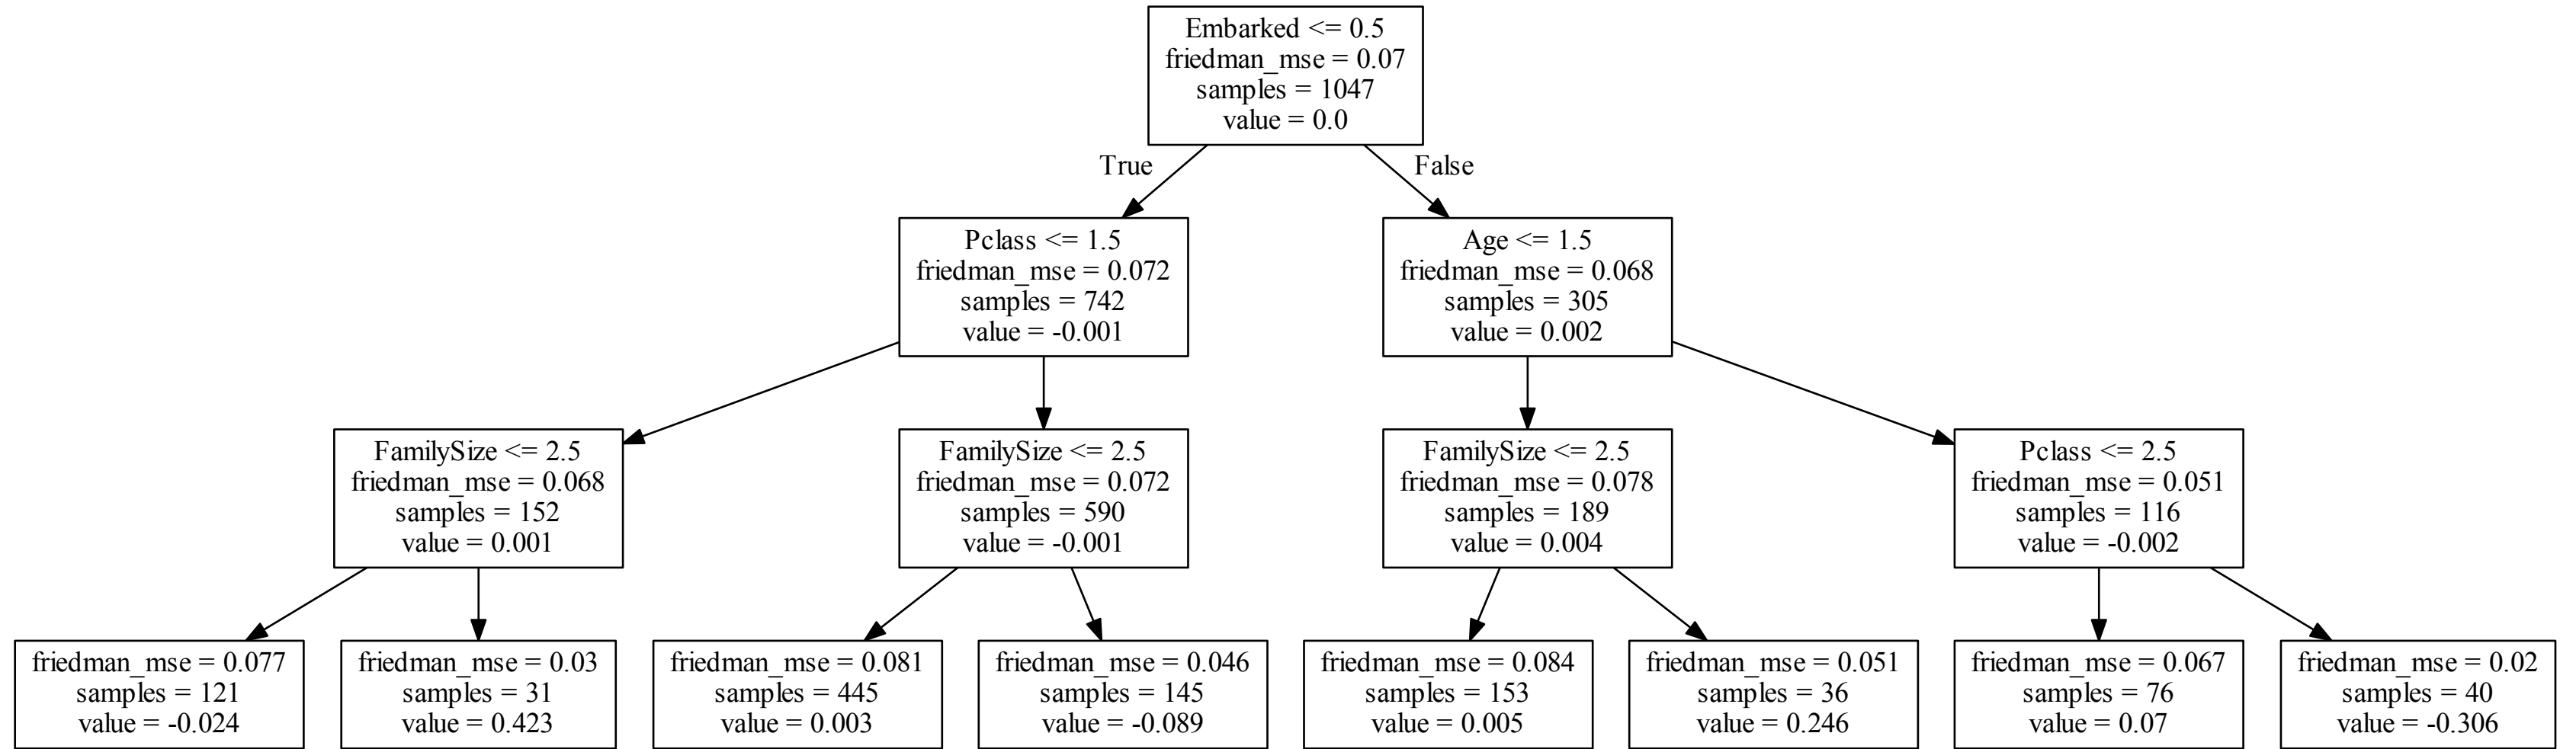 Embarked <= 0.5
friedman_mse = 0.07
samples = 1047
value = 0.0
True
False
Pclass <= 1.5
friedman_mse = 0.072
samples = 742
value = -0.001
Age <= 1.5
friedman_mse = 0.068
samples = 305
value = 0.002
FamilySize <= 2.5
friedman_mse = 0.068
samples = 152
value = 0.001
FamilySize <= 2.5
friedman_mse = 0.072
samples = 590
value = -0.001
FamilySize <= 2.5
friedman_mse = 0.078
samples = 189
value = 0.004
Pclass <= 2.5
friedman_mse = 0.051
samples = 116
value = -0.002
friedman_mse = 0.077
samples = 121
value = -0.024
friedman_mse = 0.03
samples = 31
value = 0.423
friedman_mse = 0.081
samples = 445
value = 0.003
friedman_mse = 0.046
samples = 145
value = -0.089
friedman_mse = 0.084
samples = 153
value = 0.005
friedman_mse = 0.051
samples = 36
value = 0.246
friedman_mse = 0.067
samples = 76
value = 0.07
friedman_mse = 0.02
samples = 40
value = -0.306